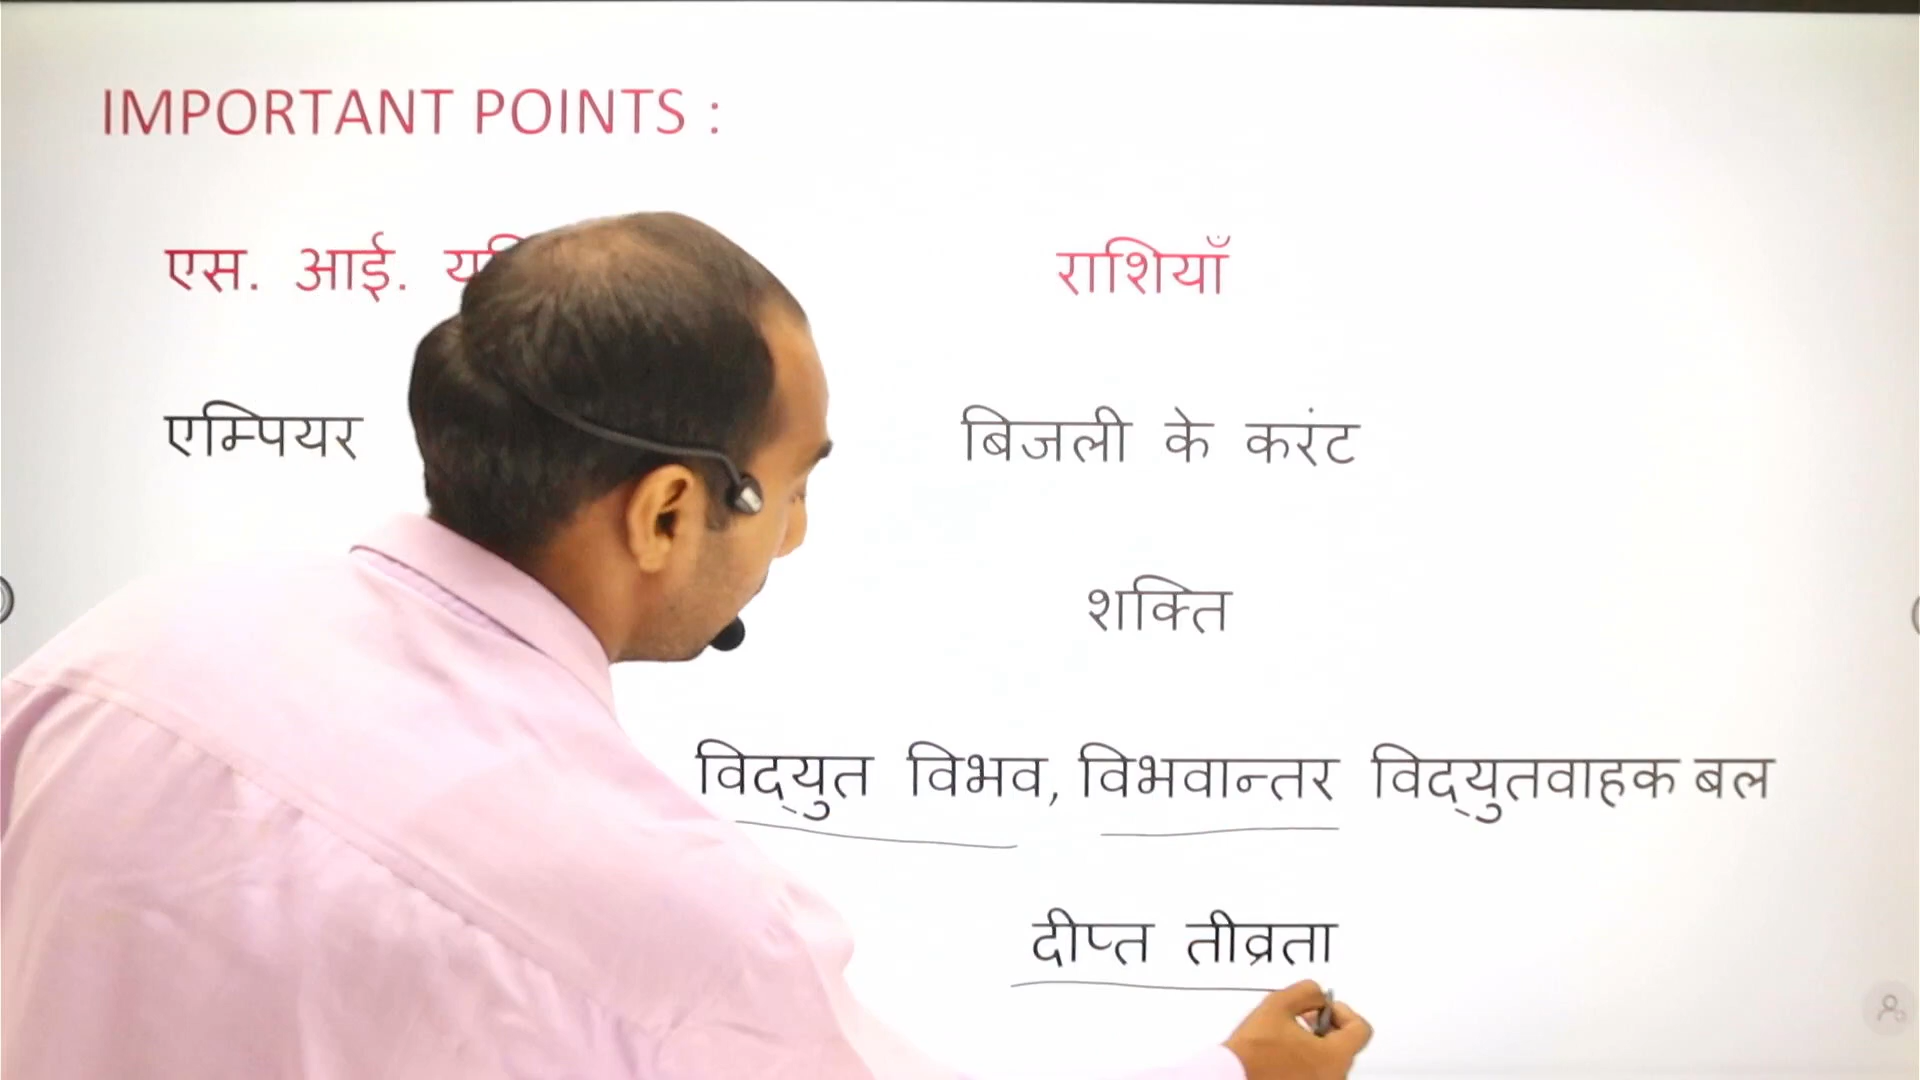 IMPORTANT POINTS :
एस. आई. राशियाँ
एम्पियर बिजली के करंट
शक्ति
विद्युत विभव, विभवान्तर विद्युतवाहक बल
दीप्त तीव्रता